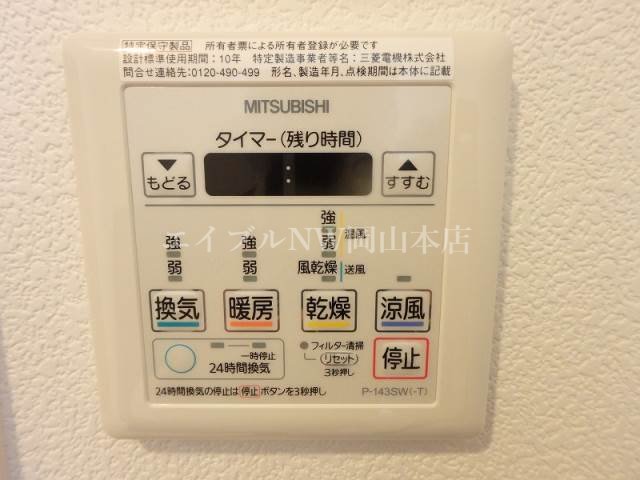 特定保守製品 所有者票による所有者登録が必要です
設計標準使用期間：10年 特定製造事業者等名：三菱電機株式会社
問合せ連絡先:0120-490-499 形名、製造年月、点検期間は本体に記載
MITSUBISHI
タイマー(残り時間)
▼ もどる
:
▲ すすむ
強 弱
強 弱
強 弱 温風
風乾燥 送風
エイブルNW岡山本店
換気 暖房 乾燥 涼風
一時停止
24時間換気
フィルター清掃
リセット
3秒押し
停止
24時間換気の停止は停止ボタンを3秒押し
P-143SW(-T)